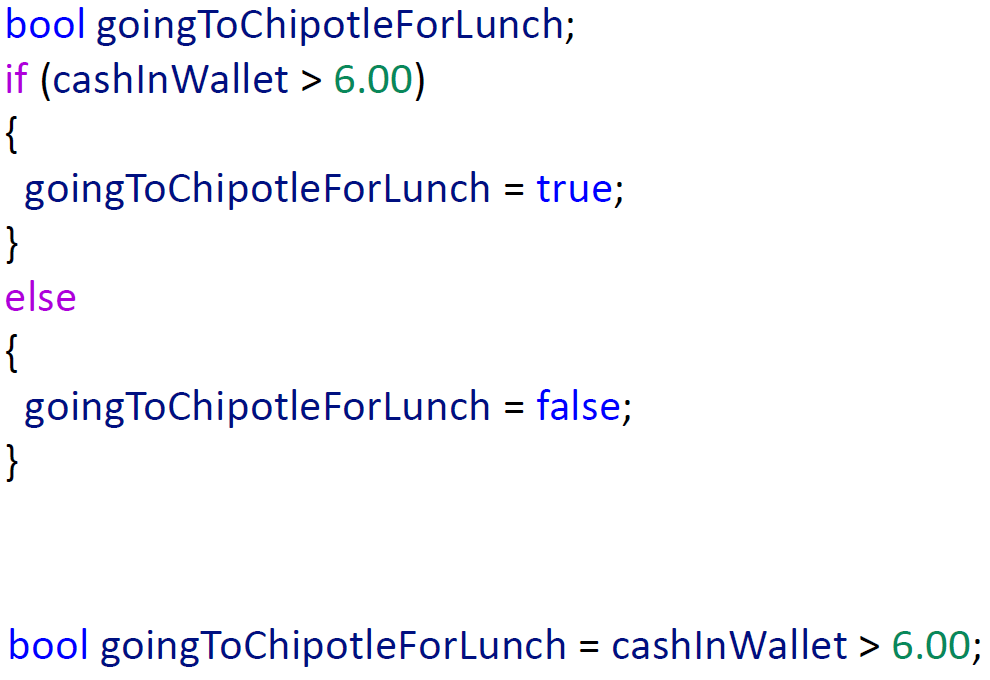 bool goingToChipotleForLunch;
if (cashInWallet > 6.00)
{
  goingToChipotleForLunch = true;
}
else
{
  goingToChipotleForLunch = false;
}
bool goingToChipotleForLunch = cashInWallet > 6.00;